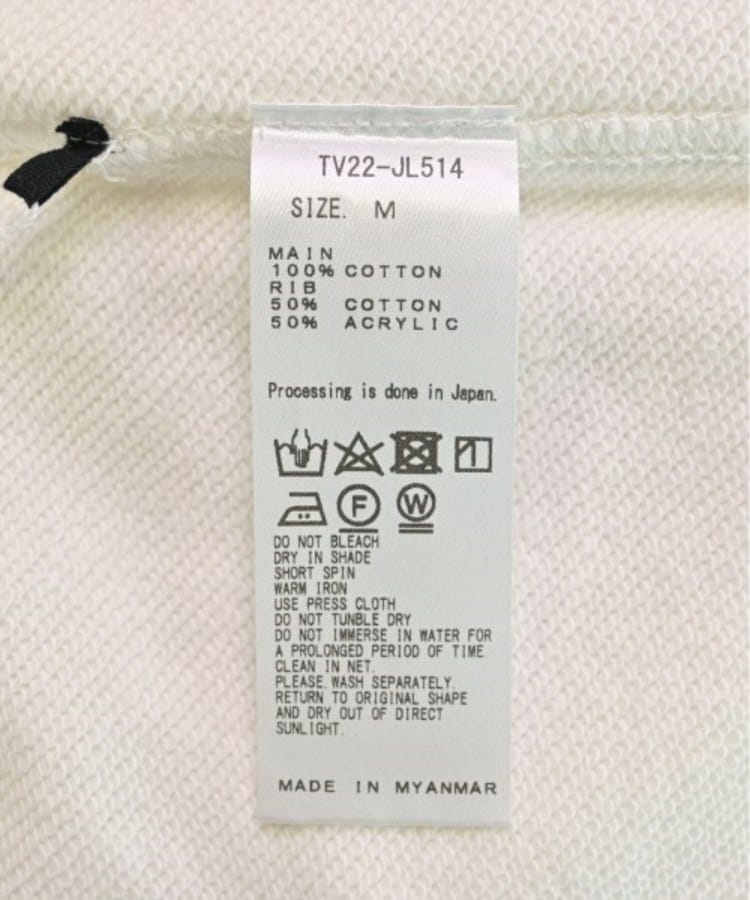 TV22-JL514
SIZE. M
MAIN
100% COTTON
RIB
50% COTTON
50% ACRYLIC
Processing is done in Japan.
F W
DO NOT BLEACH
DRY IN SHADE
SHORT SPIN
WARM IRON
USE PRESS CLOTH
DO NOT TUNBLE DRY
DO NOT IMMERSE IN WATER FOR
A PROLONGED PERIOD OF TIME.
CLEAN IN NET.
PLEASE.WASH SEPARATELY.
RETURN TO ORIGINAL SHAPE
AND DRY OUT OF DIRECT
SUNLIGHT.
MADE IN MYANMAR